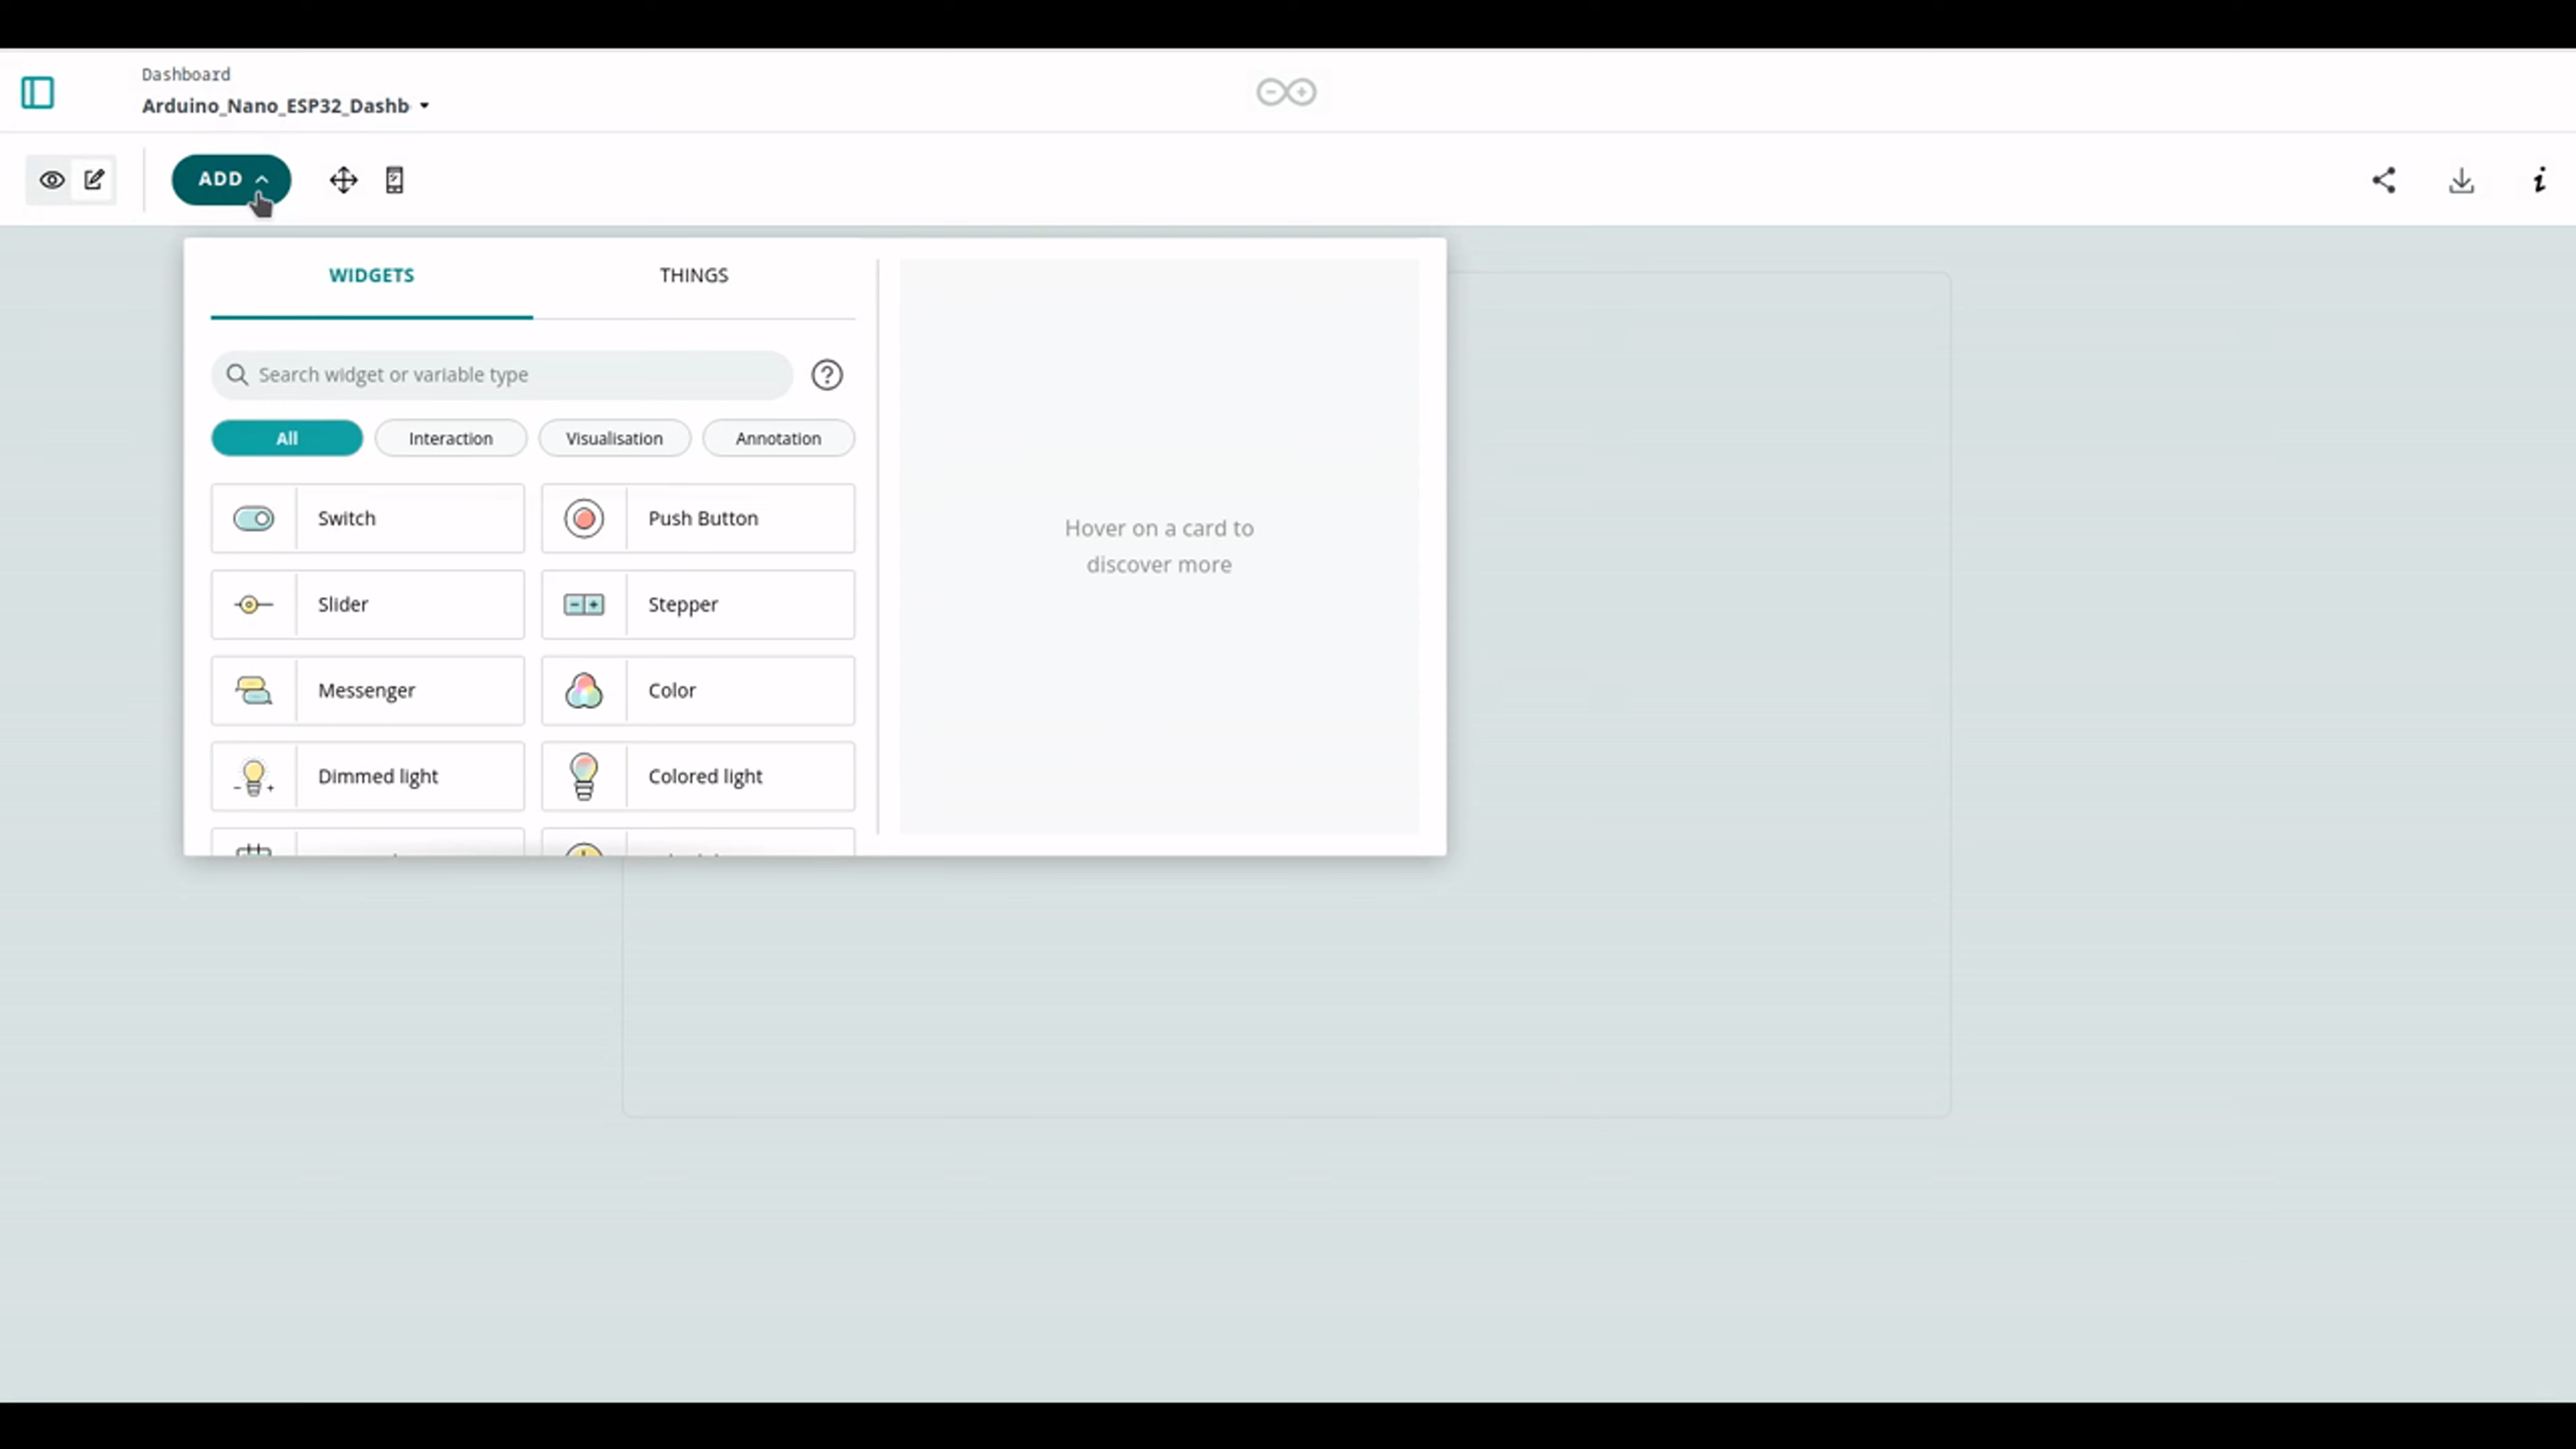 Dashboard
Arduino_Nano_ESP32_Dashb
ADD
i
WIDGETS
THINGS
Search widget or variable type
?
All
Interaction
Visualisation
Annotation
Switch
Push Button
Slider
Stepper
Messenger
Color
Dimmed light
Colored light
Hover on a card to
discover more